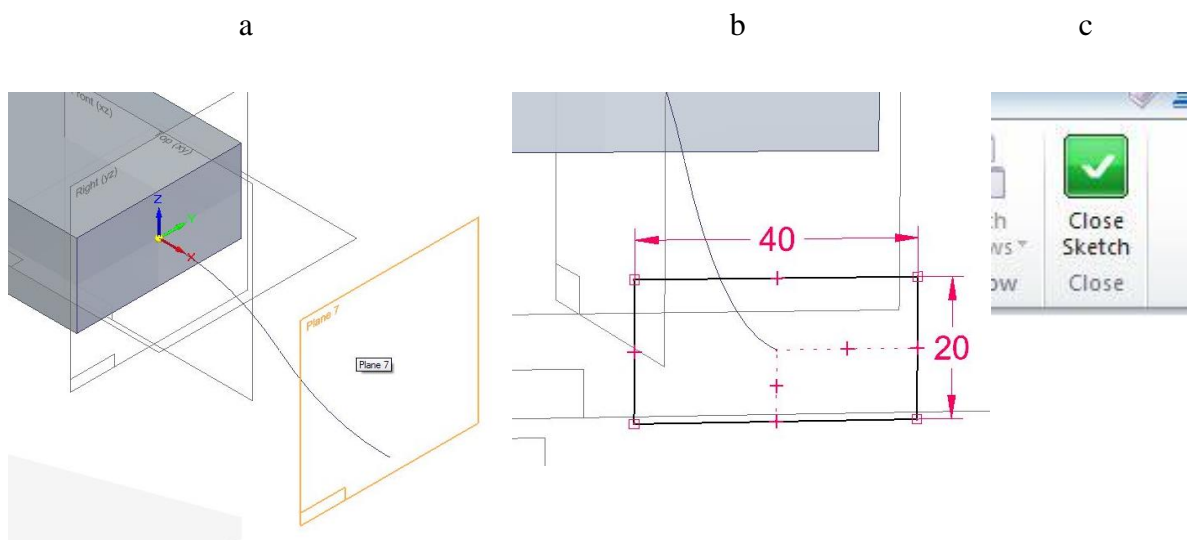 a b c
Front (xz)
Top (xy)
Right (yz)
Z
Y
X
Plane 7
Plane 7
40
20
Close
Sketch
Close